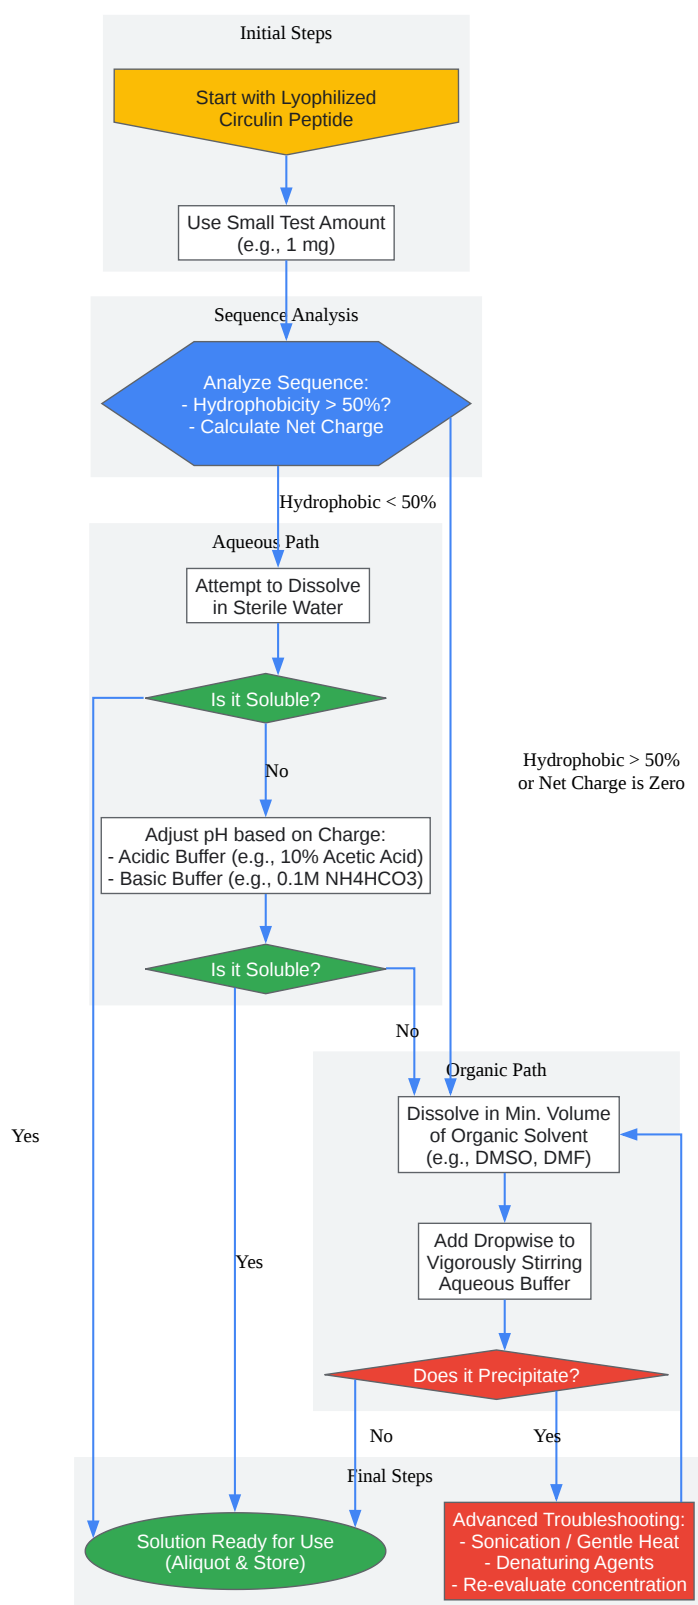 Initial Steps
Start with Lyophilized
Circulin Peptide
Use Small Test Amount
(e.g., 1 mg)
Sequence Analysis
Analyze Sequence:
- Hydrophobicity > 50%?
- Calculate Net Charge
Hydrophobic < 50%
Aqueous Path
Attempt to Dissolve
in Sterile Water
Is it Soluble?
No
Hydrophobic > 50%
or Net Charge is Zero
Adjust pH based on Charge:
- Acidic Buffer (e.g., 10% Acetic Acid)
- Basic Buffer (e.g., 0.1M NH4HCO3)
Is it Soluble?
No
Organic Path
Dissolve in Min. Volume
of Organic Solvent
(e.g., DMSO, DMF)
Yes
Add Dropwise to
Vigorously Stirring
Aqueous Buffer
Yes
Does it Precipitate?
No
Yes
Final Steps
Solution Ready for Use
(Aliquot & Store)
Advanced Troubleshooting:
- Sonication / Gentle Heat
- Denaturing Agents
- Re-evaluate concentration